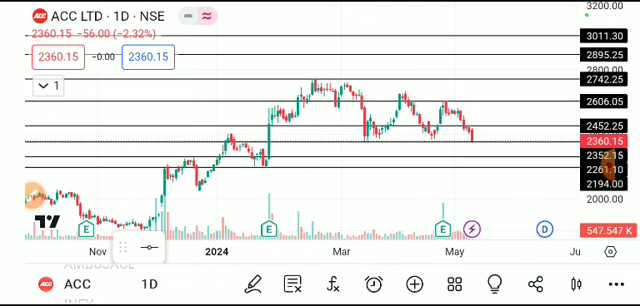 3200.00
ACC LTD · 1D · NSE
2360.15 −56.00 (−2.32%)
3011.30
2360.15 −0.00 2360.15
2895.25
2800.00
2742.25
1
2606.05
2452.25
2360.15
2352.15
2261.10
2194.00
2000.00
E E E D
547.547 K
Nov 2024 Mar May Ju
AMBUJACE
ACC 1D
INFY